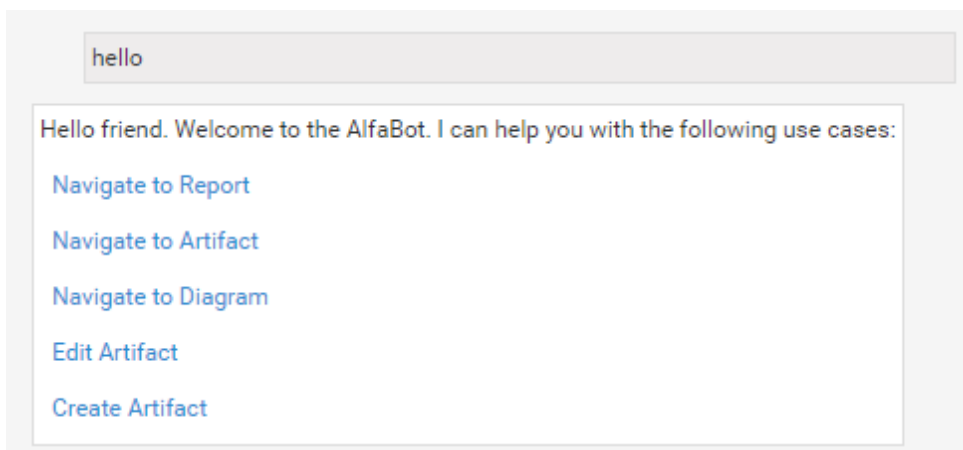 hello
Hello friend. Welcome to the AlfaBot. I can help you with the following use cases:
Navigate to Report
Navigate to Artifact
Navigate to Diagram
Edit Artifact
Create Artifact